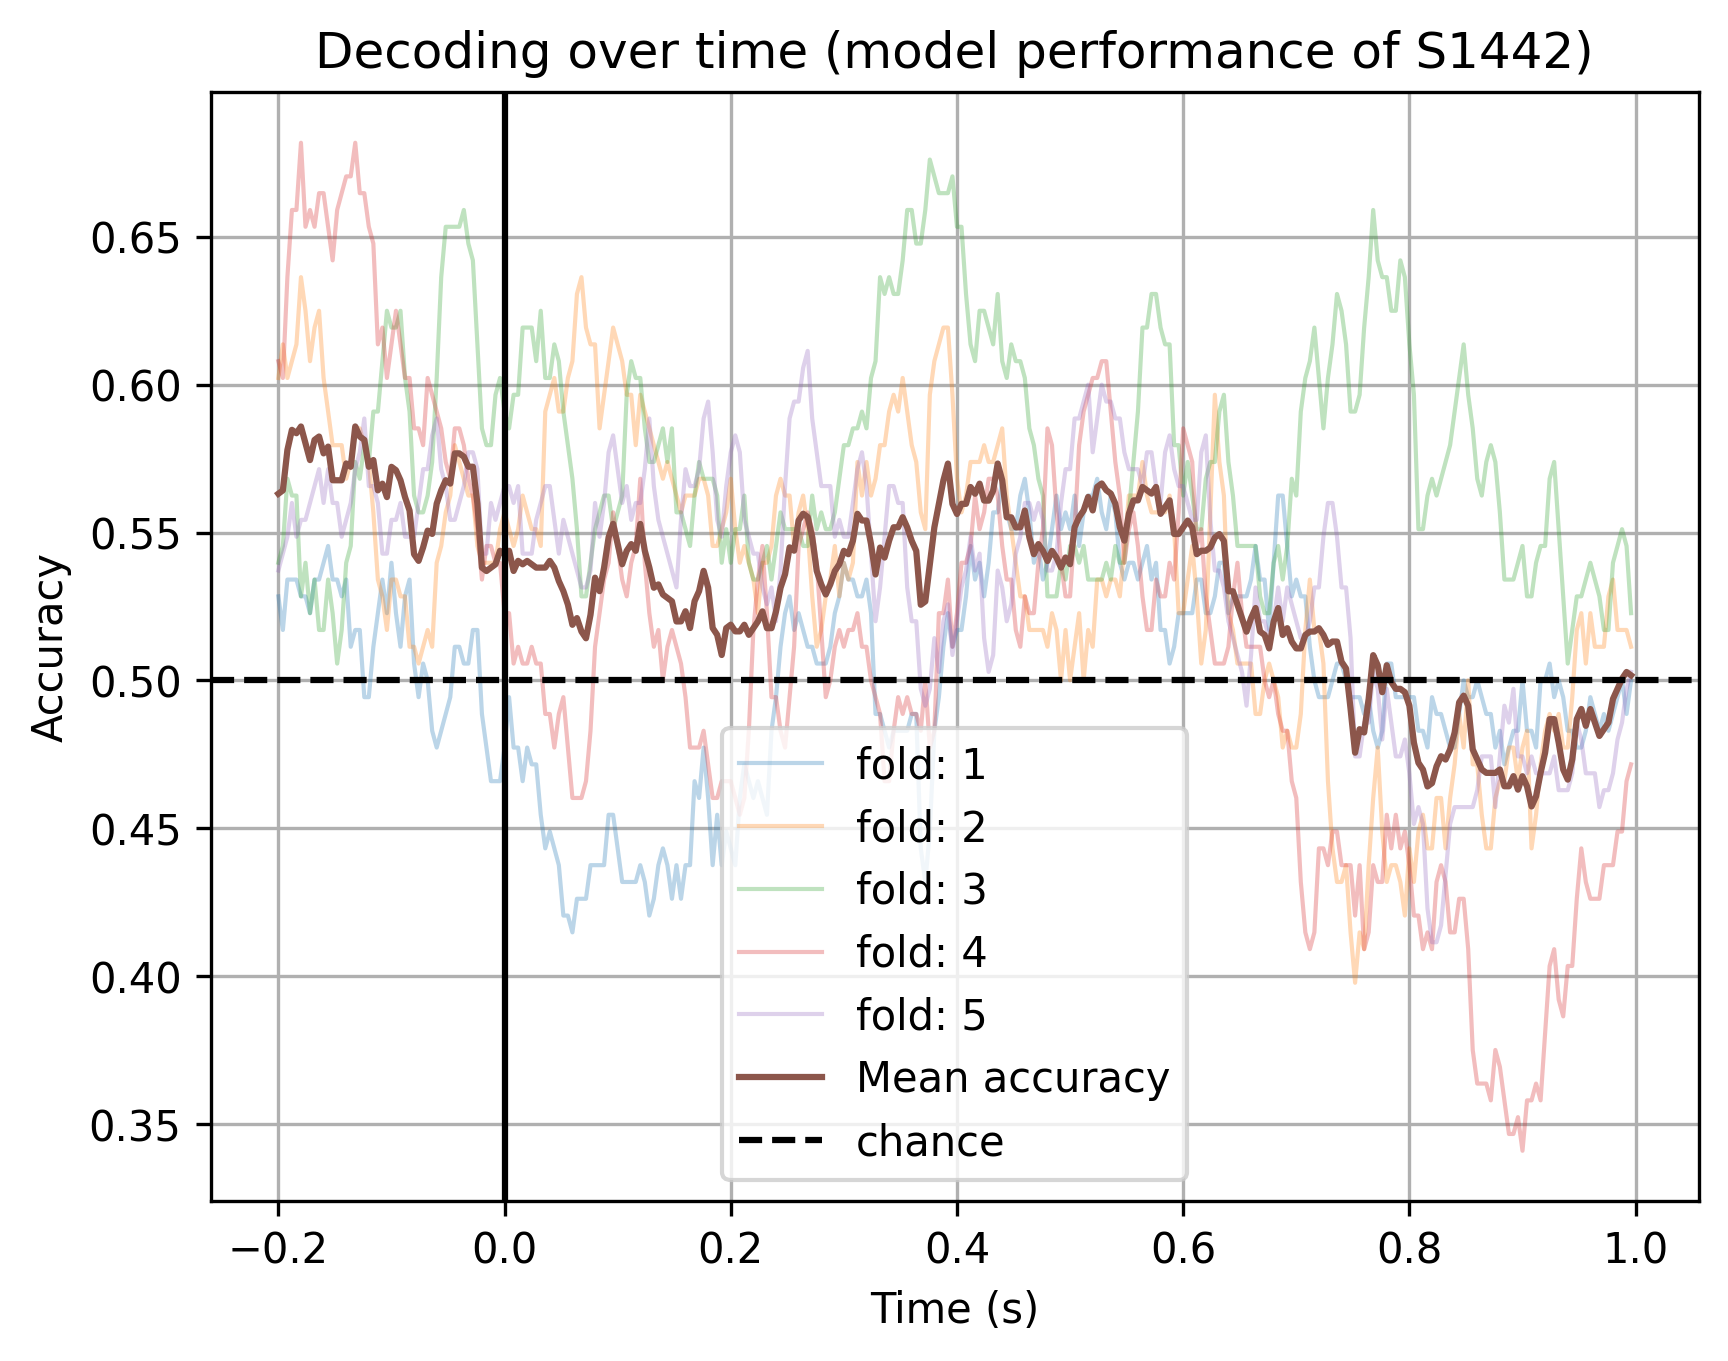 Decoding over time (model performance of S1442)
Accuracy
0.65
0.60
0.55
0.50
0.45
0.40
0.35
fold: 1
fold: 2
fold: 3
fold: 4
fold: 5
Mean accuracy
chance
−0.2 0.0 0.2 0.4 0.6 0.8 1.0
Time (s)